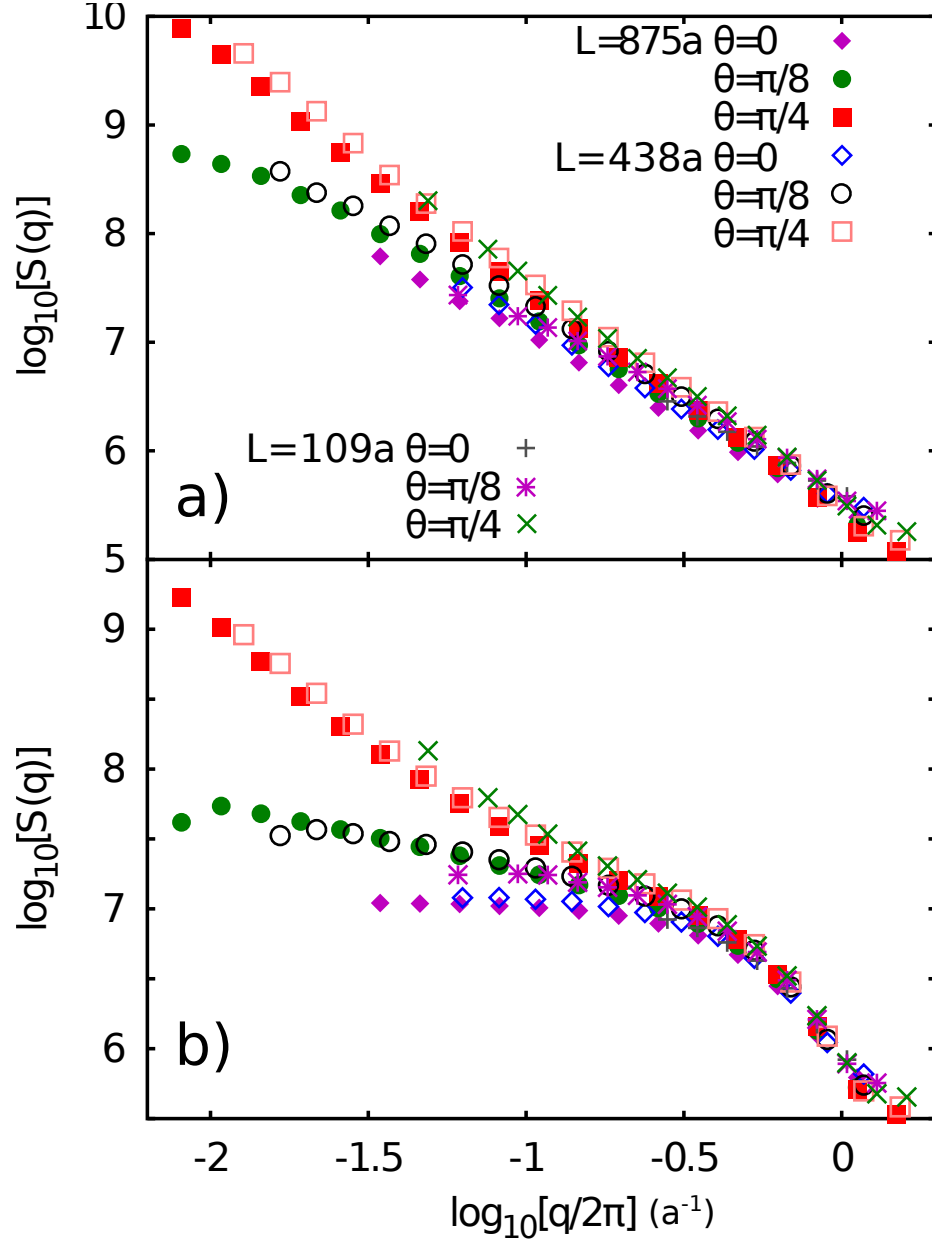 10
9
8
7
6
5
log10[S(q)]
L=875a θ=0
θ=π/8
θ=π/4
L=438a θ=0
θ=π/8
θ=π/4
L=109a θ=0
θ=π/8
θ=π/4
a)
9
8
7
6
log10[S(q)]
b)
-2 -1.5 -1 -0.5 0
log10[q/2π] (a⁻¹)